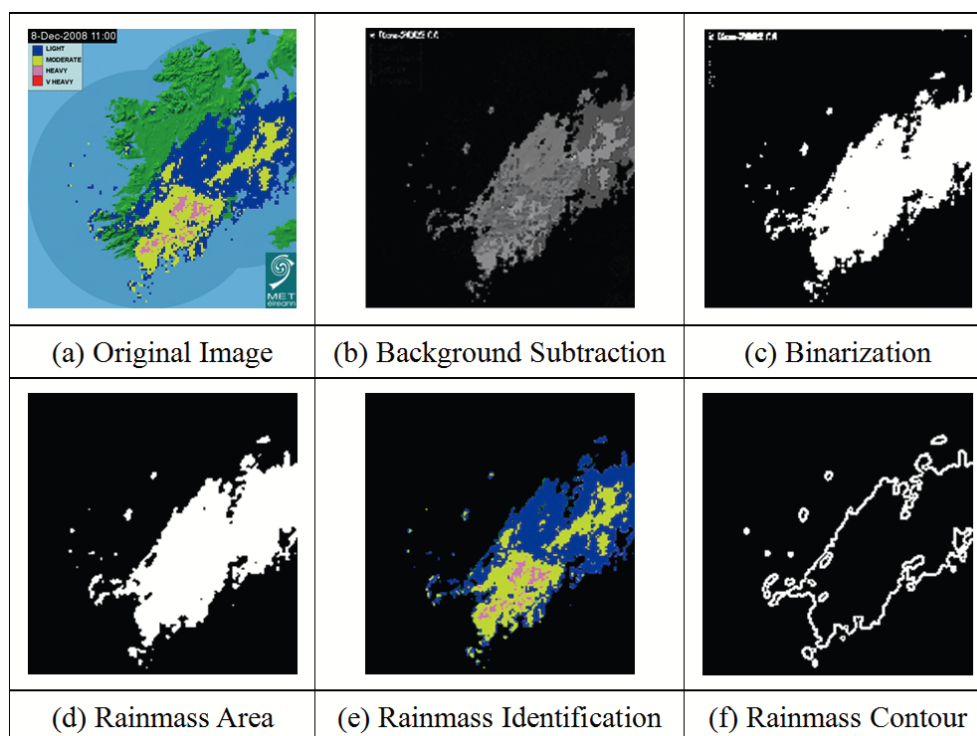 8-Dec-2008 11:00
LIGHT
MODERATE
HEAVY
V HEAVY
MET
éireann
(a) Original Image
(b) Background Subtraction
(c) Binarization
(d) Rainmass Area
(e) Rainmass Identification
(f) Rainmass Contour